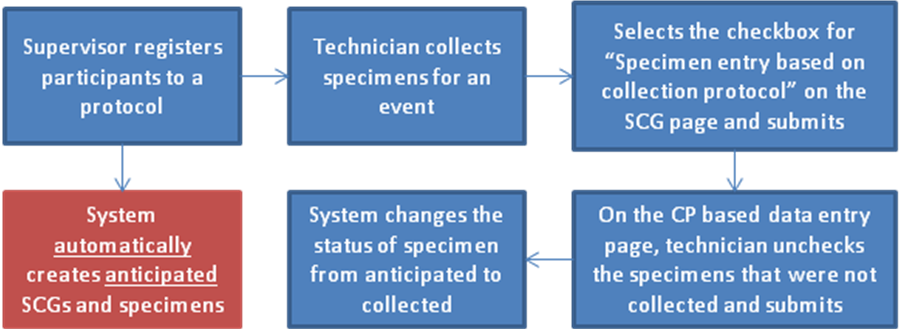 Supervisor registers
participants to a
protocol
Technician collects
specimens for an
event
Selects the checkbox for
“Specimen entry based on
collection protocol” on the
SCG page and submits
System
automatically
creates anticipated
SCGs and specimens
System changes the
status of specimen
from anticipated to
collected
On the CP based data entry
page, technician unchecks
the specimens that were not
collected and submits